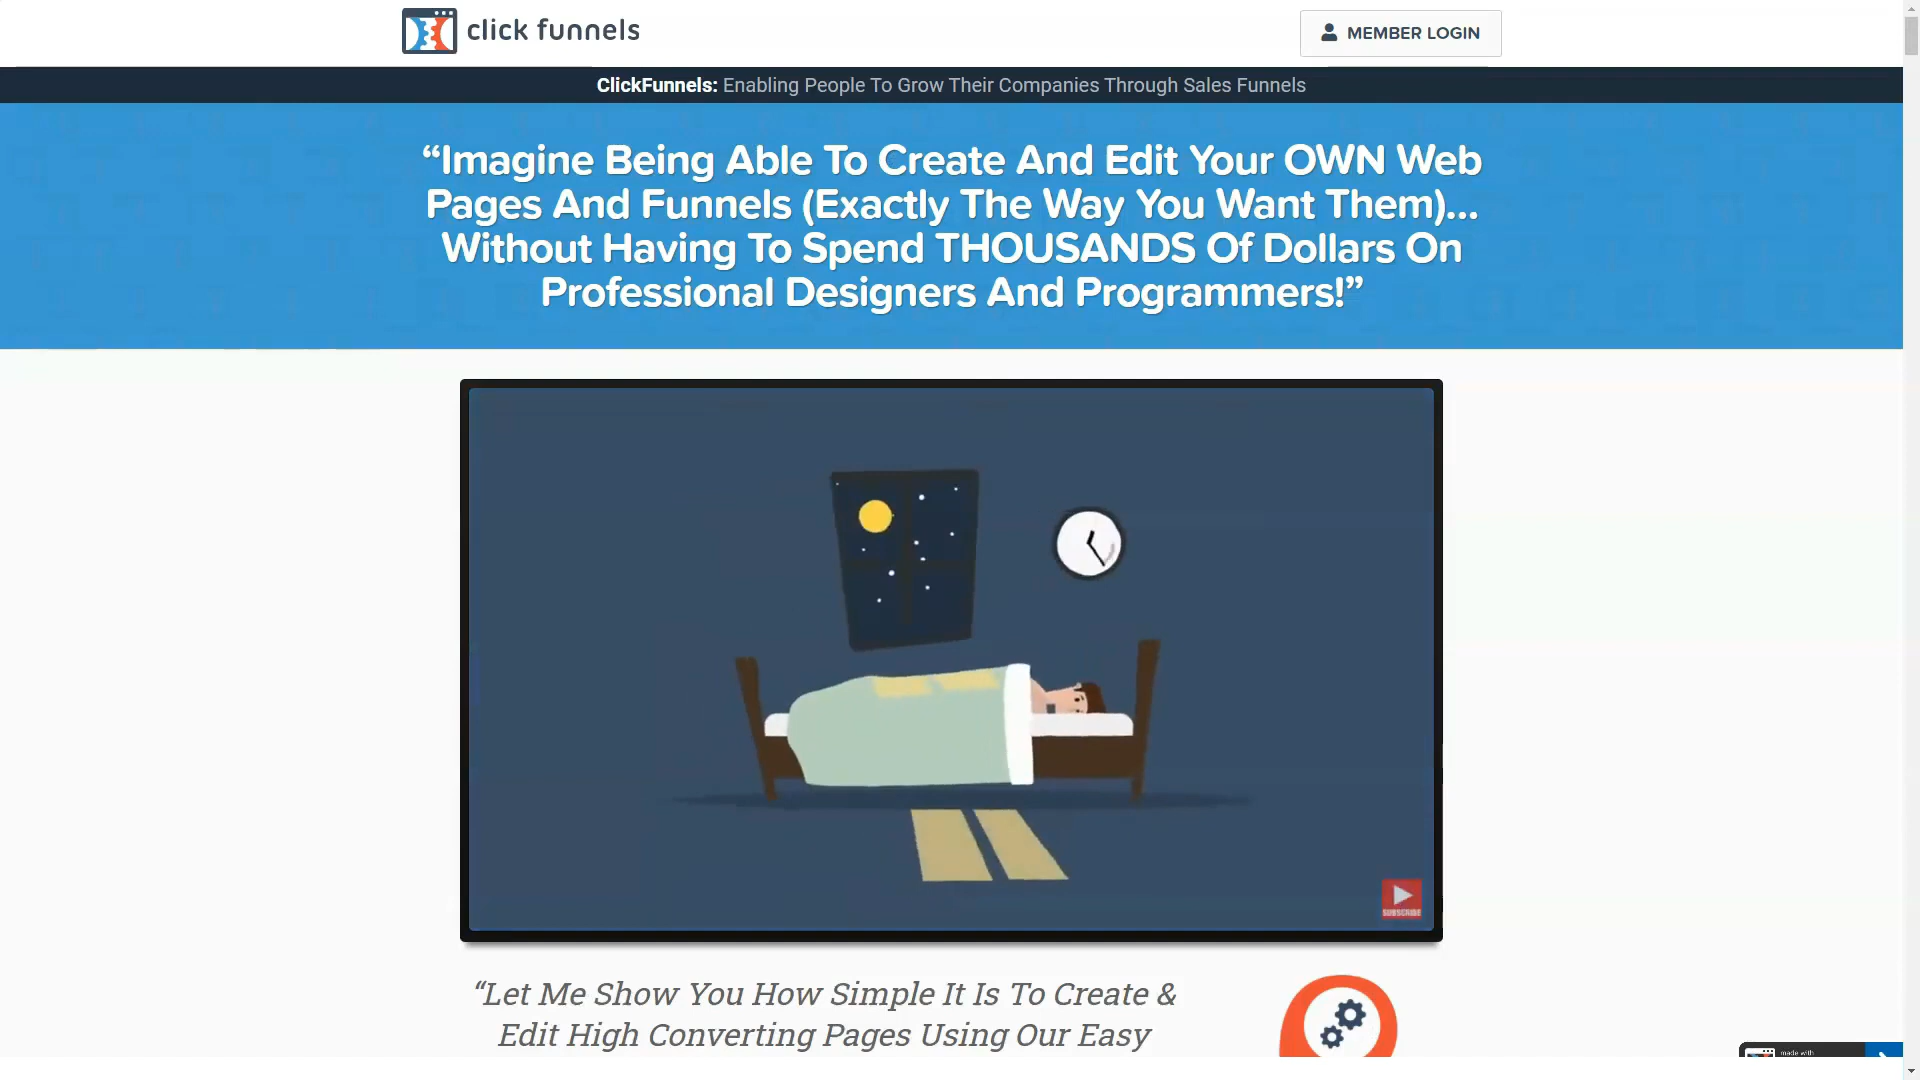 click funnels
MEMBER LOGIN
ClickFunnels: Enabling People To Grow Their Companies Through Sales Funnels
“Imagine Being Able To Create And Edit Your OWN Web
Pages And Funnels (Exactly The Way You Want Them)...
Without Having To Spend THOUSANDS Of Dollars On
Professional Designers And Programmers!”
SUBSCRIBE
“Let Me Show You How Simple It Is To Create &
Edit High Converting Pages Using Our Easy
made with